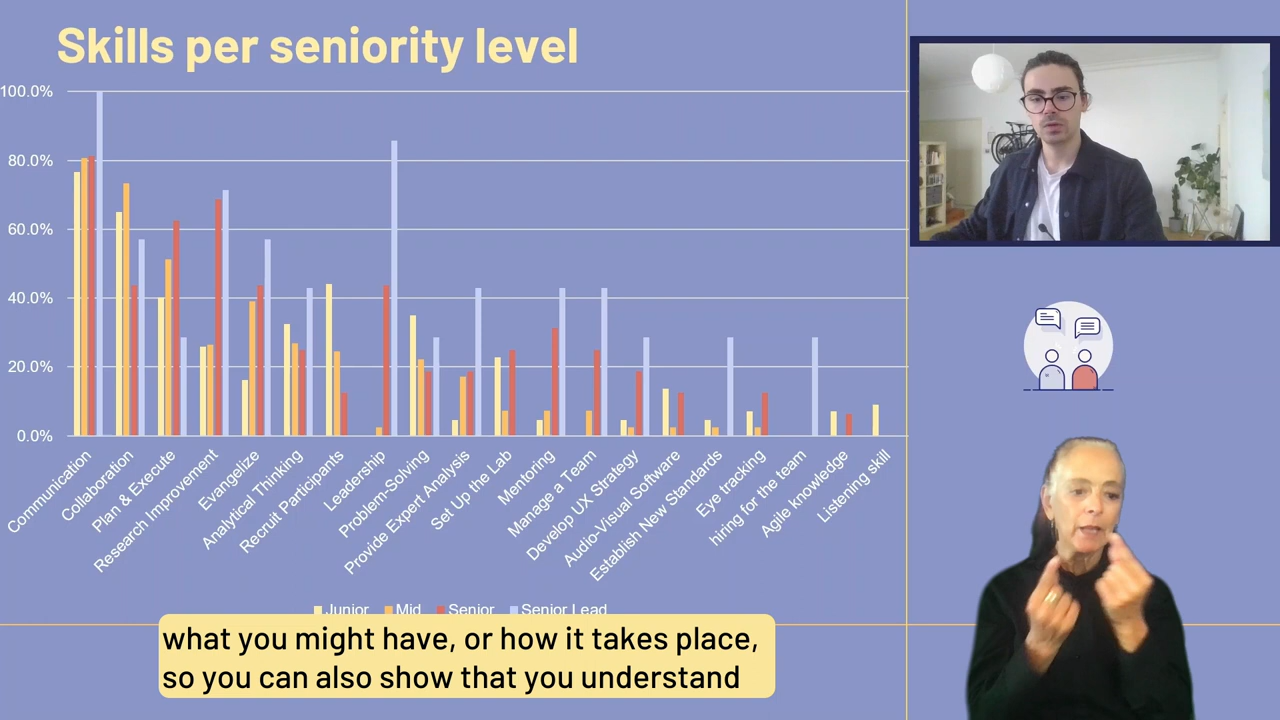 Skills per seniority level
100.0%
80.0%
60.0%
40.0%
20.0%
0.0%
Communication
Collaboration
Plan & Execute
Research Improvement
Evangelize
Analytical Thinking
Recruit Participants
Leadership
Problem-Solving
Provide Expert Analysis
Set Up the Lab
Mentoring
Manage a Team
Develop UX Strategy
Audio-Visual Software
Establish New Standards
Eye tracking
hiring for the team
Agile knowledge
Listening skill
Junior Mid Senior Senior Lead
what you might have, or how it takes place,
so you can also show that you understand